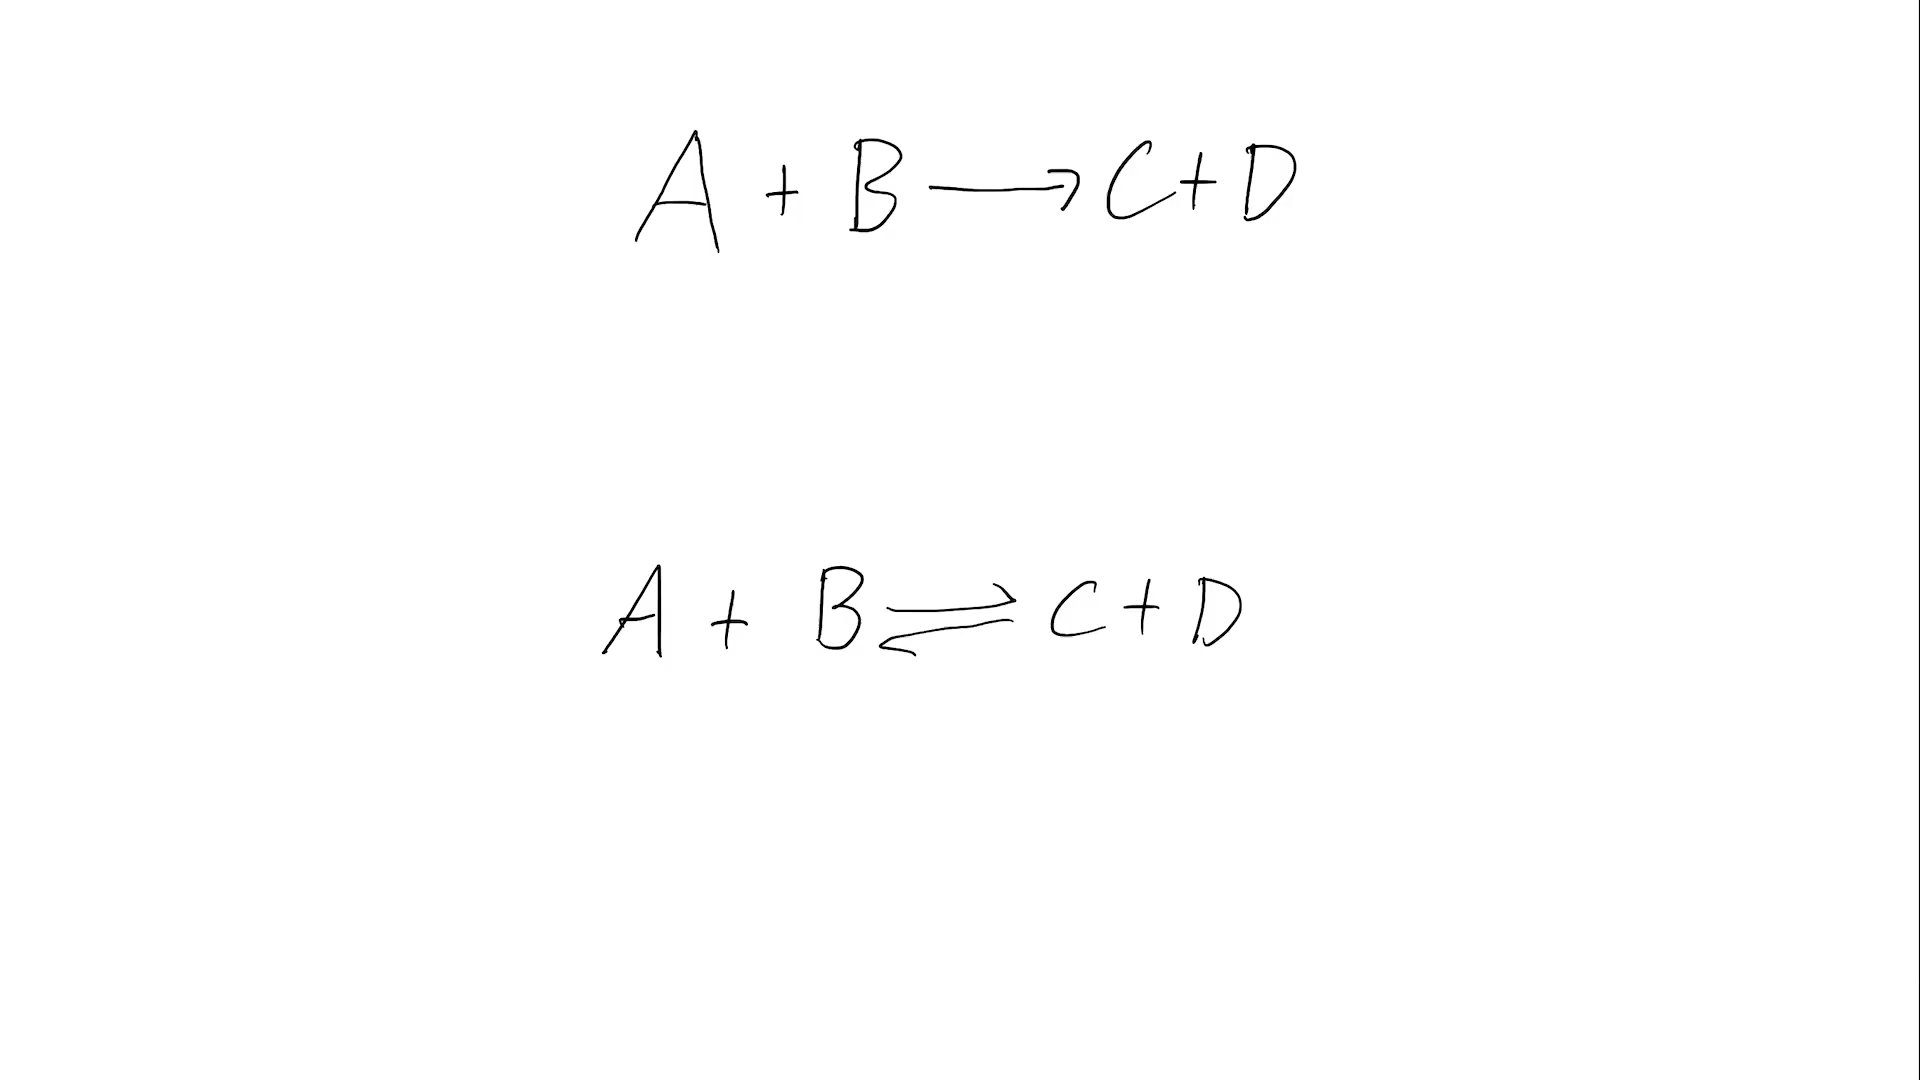 A + B → C + D
A + B ⇌ C + D